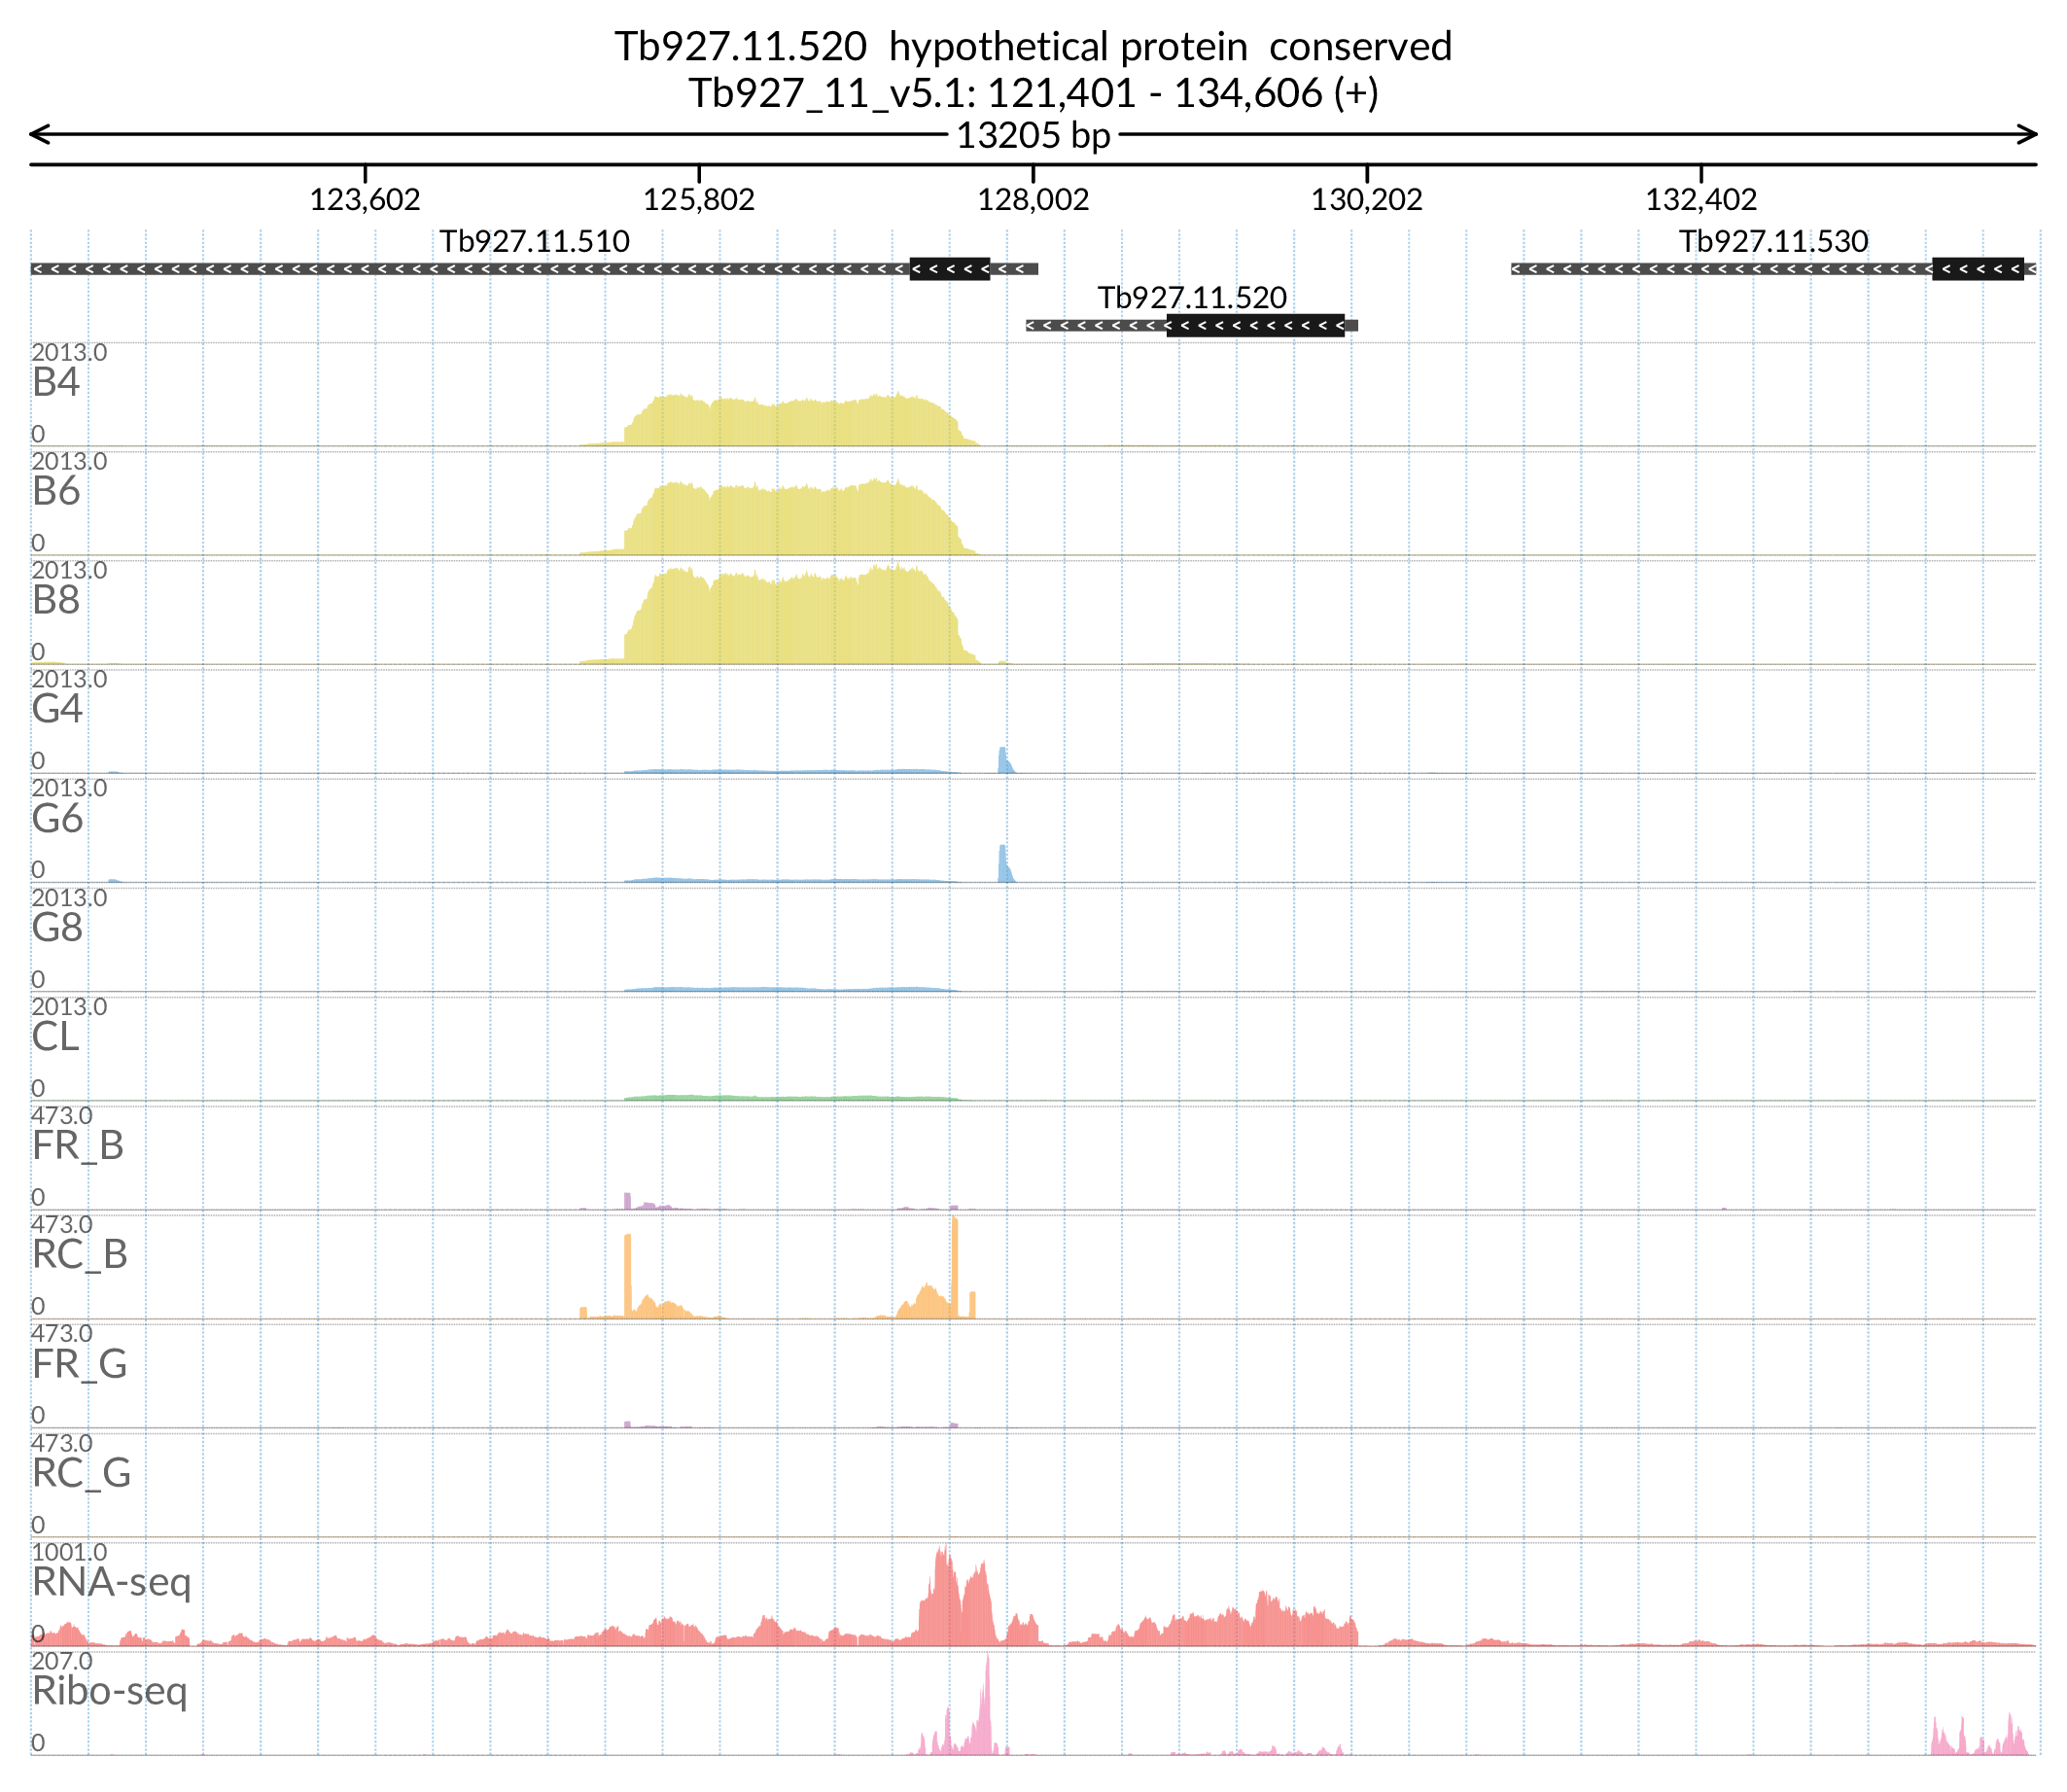 Tb927.11.520  hypothetical protein  conserved
Tb927_11_v5.1: 121,401 - 134,606 (+)
13205 bp
123,602 125,802 128,002 130,202 132,402
Tb927.11.510 Tb927.11.530
Tb927.11.520
2013.0
B4
0
2013.0
B6
0
2013.0
B8
0
2013.0
G4
0
2013.0
G6
0
2013.0
G8
0
2013.0
CL
0
473.0
FR_B
0
473.0
RC_B
0
473.0
FR_G
0
473.0
RC_G
0
1001.0
RNA-seq
0
207.0
Ribo-seq
0